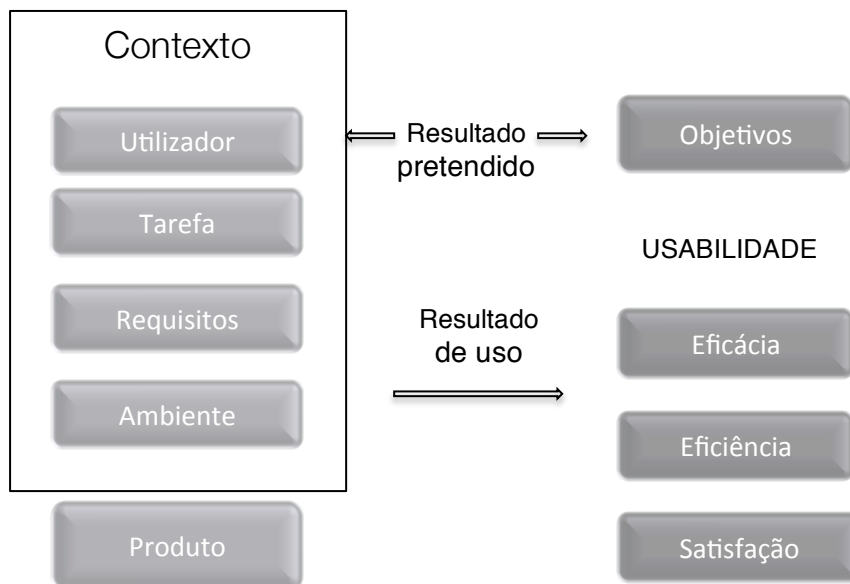 Contexto
Utilizador
Tarefa
Requisitos
Ambiente
Produto
Resultado
pretendido
Resultado
de uso
Objetivos
USABILIDADE
Eficácia
Eficiência
Satisfação